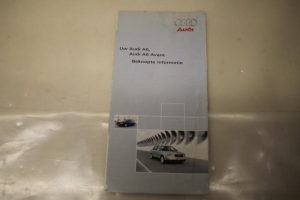 Audi
Uw Audi A6,
Audi A6 Avant
Beknopte informatie